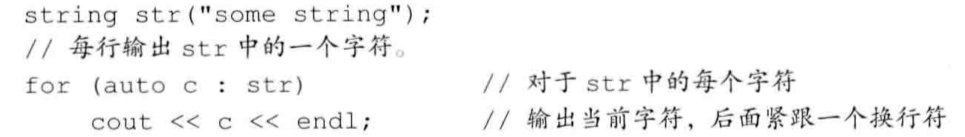 string str("some string");
// 每行输出 str 中的一个字符。
for (auto c : str) // 对于 str 中的每个字符
cout << c << endl; // 输出当前字符，后面紧跟一个换行符